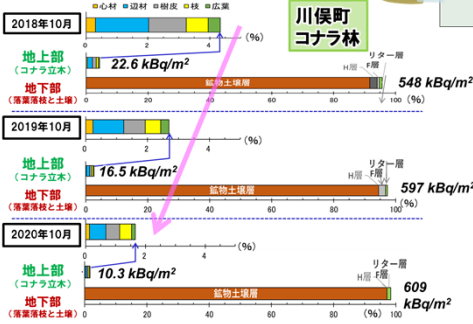 心材 辺材 樹皮 枝 広葉
川俣町
コナラ林
2018年10月
0 2 4 (%)
地上部
(コナラ立木)
22.6 kBq/m²
リター層
H層 F層
地下部
(落葉落枝と土壌)
鉱物土壌層
548 kBq/m²
0 20 40 60 80 100
(%)
2019年10月
0 2 4 (%)
地上部
(コナラ立木)
16.5 kBq/m²
リター層
H層 F層
地下部
(落葉落枝と土壌)
鉱物土壌層
597 kBq/m²
0 20 40 60 80 100
(%)
2020年10月
0 2 4 (%)
地上部
(コナラ立木)
10.3 kBq/m²
リター層
H層 F層
地下部
(落葉落枝と土壌)
鉱物土壌層
609
kBq/m²
0 20 40 60 80 100
(%)